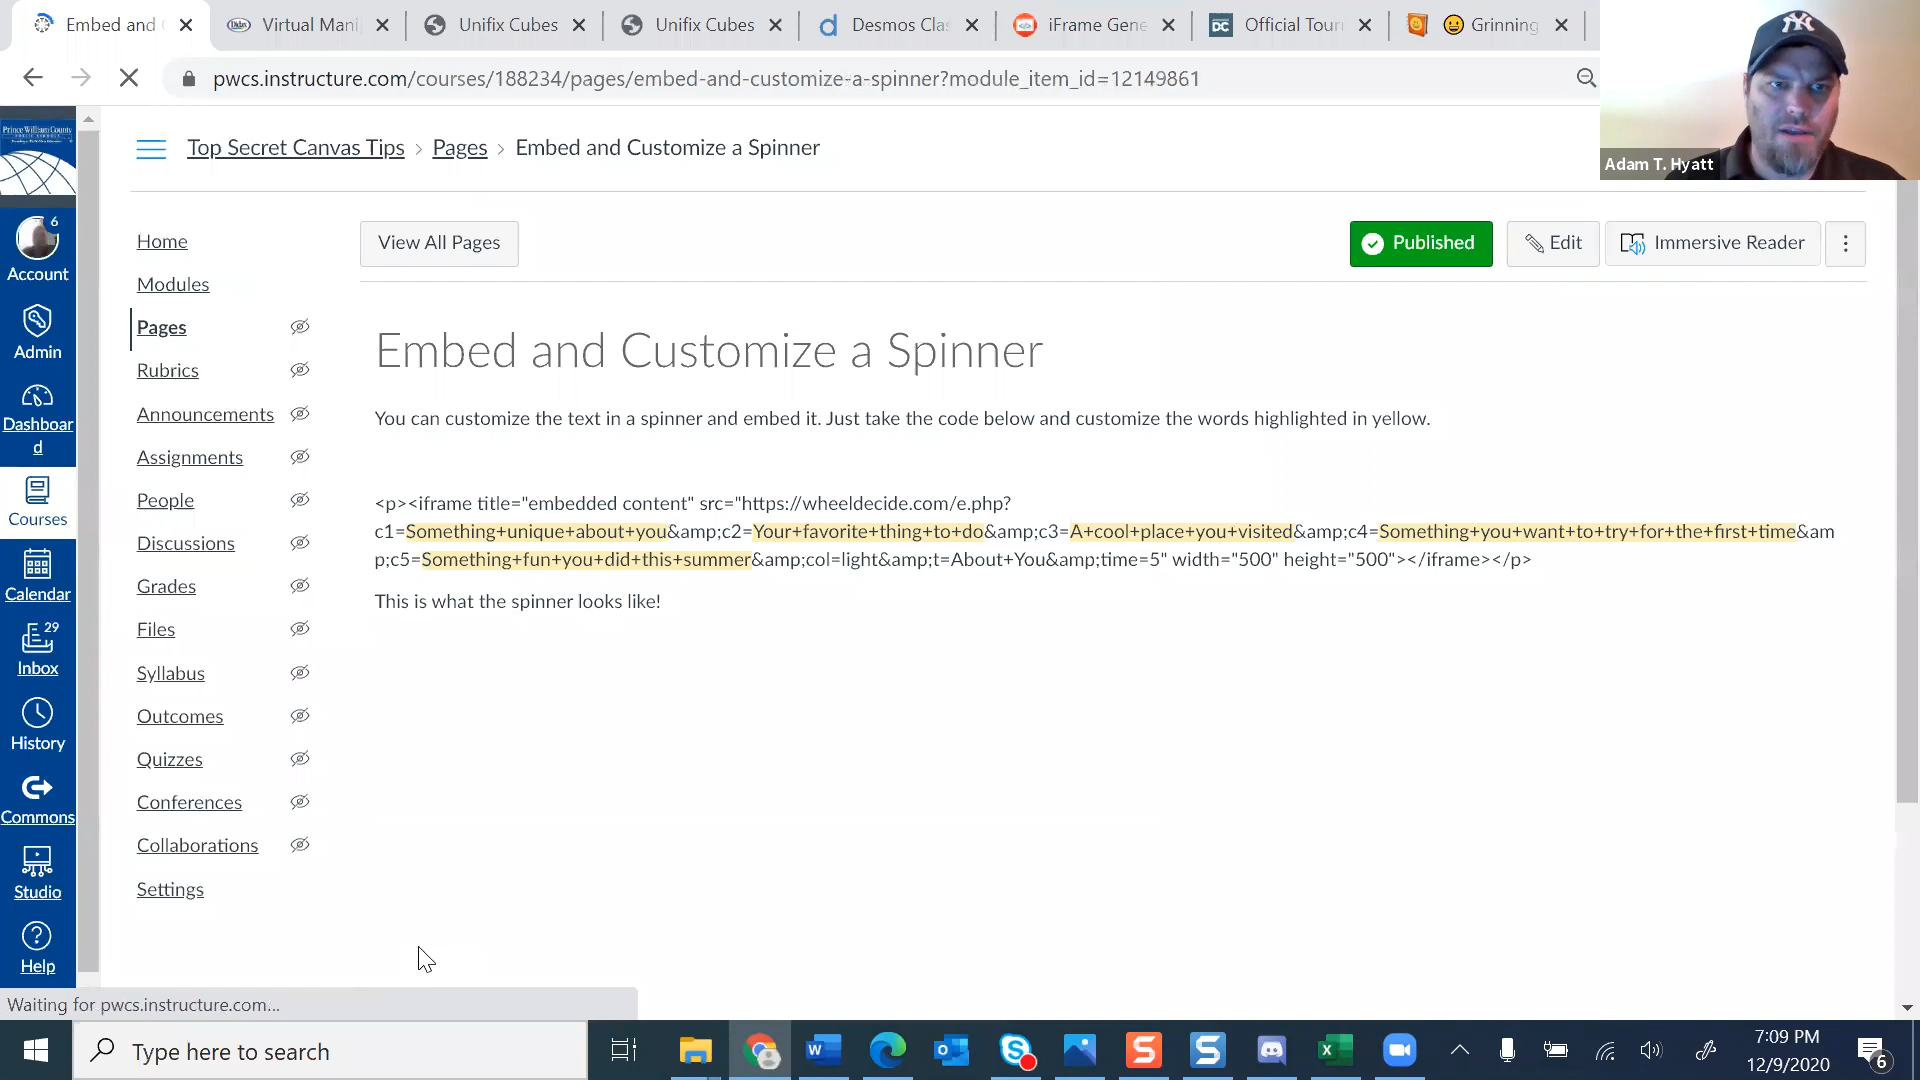 Embed and
Virtual Mani
Unifix Cubes
Unifix Cubes
Desmos Clas
iFrame Gene
DC
Official Tour
Grinning
pwcs.instructure.com/courses/188234/pages/embed-and-customize-a-spinner?module_item_id=12149861
Adam T. Hyatt
Prince William County
Top Secret Canvas Tips > Pages > Embed and Customize a Spinner
View All Pages
Published
Edit
Immersive Reader
6
Account
Admin
Dashboar
d
Courses
Calendar
29
Inbox
History
Commons
Studio
Help
Home
Modules
Pages
Rubrics
Announcements
Assignments
People
Discussions
Grades
Files
Syllabus
Outcomes
Quizzes
Conferences
Collaborations
Settings
Embed and Customize a Spinner
You can customize the text in a spinner and embed it. Just take the code below and customize the words highlighted in yellow.
<p><iframe title="embedded content" src="https://wheeldecide.com/e.php?
c1=Something+unique+about+you&amp;c2=Your+favorite+thing+to+do&amp;c3=A+cool+place+you+visited&amp;c4=Something+you+want+to+try+for+the+first+time&am
p;c5=Something+fun+you+did+this+summer&amp;col=light&amp;t=About+You&amp;time=5" width="500" height="500"></iframe></p>
This is what the spinner looks like!
Waiting for pwcs.instructure.com...
Type here to search
7:09 PM
12/9/2020
6